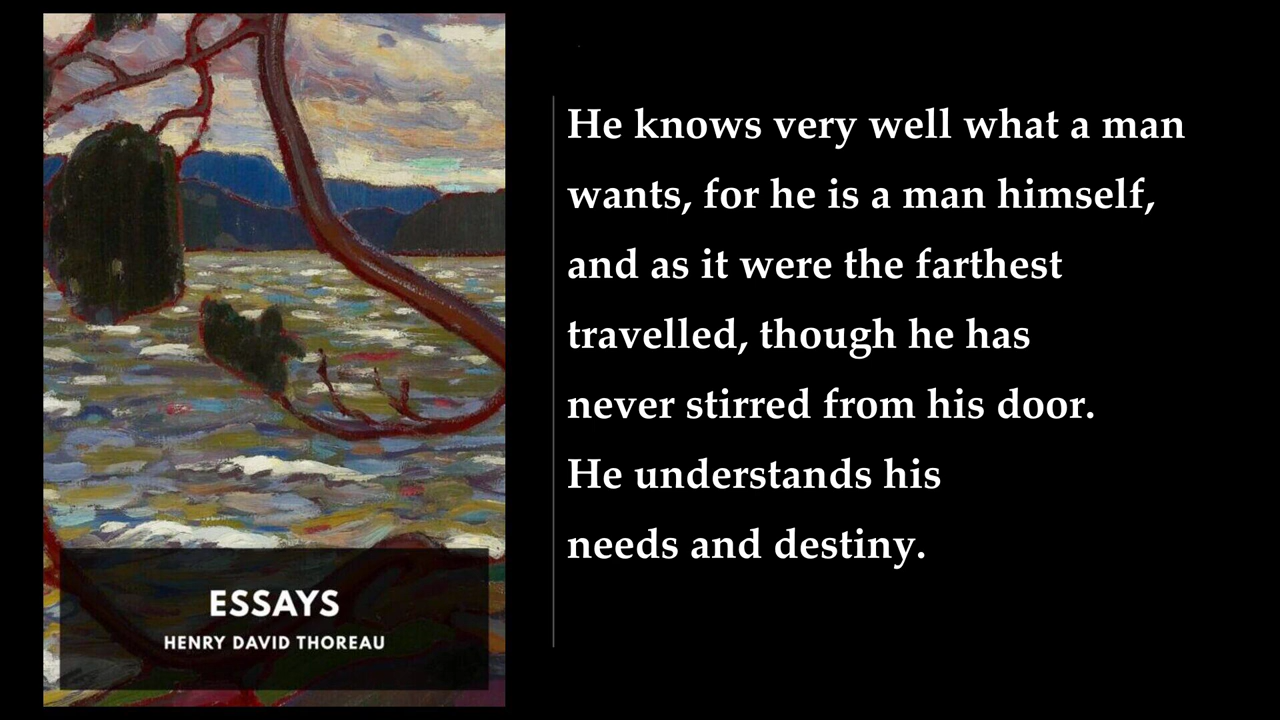 ESSAYS
HENRY DAVID THOREAU
He knows very well what a man
wants, for he is a man himself,
and as it were the farthest
travelled, though he has
never stirred from his door.
He understands his
needs and destiny.